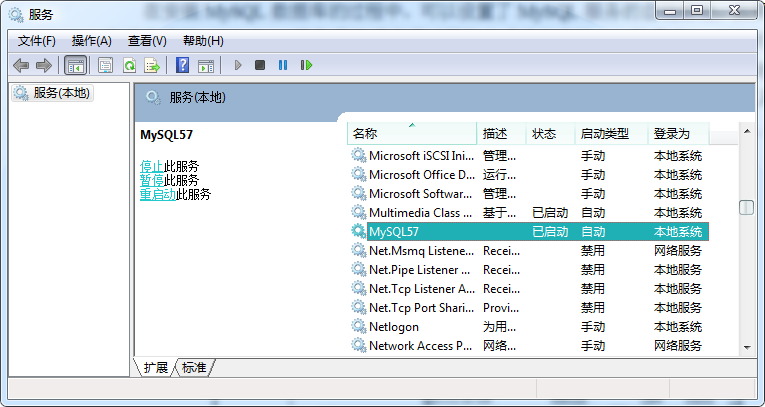 在安装 MySQL 数据库的过程中，可以设置了 MySQL 服务的
服务
文件(F) 操作(A) 查看(V) 帮助(H)
服务(本地)
服务(本地)
MySQL57
停止此服务
暂停此服务
重启动此服务
名称 描述 状态 启动类型 登录为
Microsoft iSCSI Ini... 管理... 手动 本地系统
Microsoft Office D... 运行... 手动 本地系统
Microsoft Softwar... 管理... 手动 本地系统
Multimedia Class ... 基于... 已启动 自动 本地系统
MySQL57 已启动 自动 本地系统
Net.Msmq Listene... Recei... 禁用 网络服务
Net.Pipe Listener ... Recei... 禁用 本地服务
Net.Tcp Listener A... Recei... 禁用 本地服务
Net.Tcp Port Shari... Provi... 禁用 本地服务
Netlogon 为用... 手动 本地系统
Network Access P... 网络... 手动 网络服务
扩展 标准